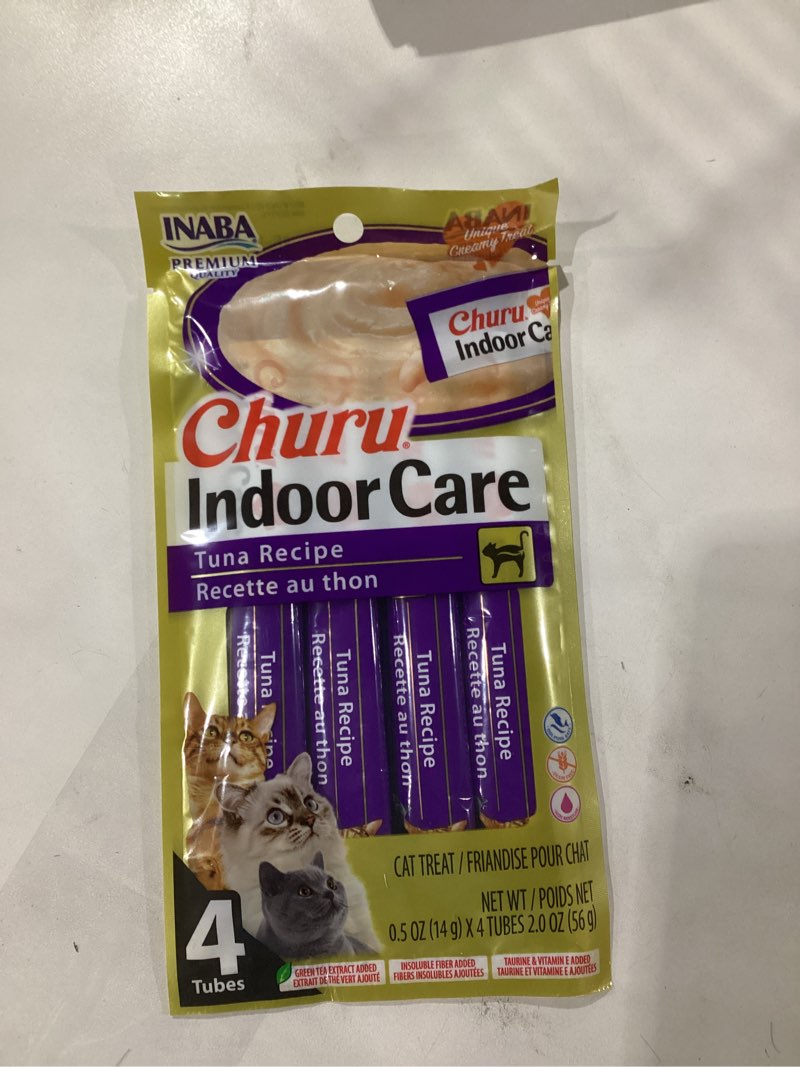 INABA
PREMIUM
QUALITY
INABA
Unique
Creamy Treat
Churu
Indoor Ca
Churu®
Indoor Care
Tuna Recipe
Recette au thon
Tuna
Recette
Tuna Recipe
Recette au thon
Tuna Recipe
Recette au thon
Tuna Recipe
Recette au thon
CAT TREAT / FRIANDISE POUR CHAT
NET WT / POIDS NET
0.5 OZ (14 g) X 4 TUBES 2.0 OZ (56 g)
4
Tubes
GREEN TEA EXTRACT ADDED
EXTRAIT DE THÉ VERT AJOUTÉ
INSOLUBLE FIBER ADDED
FIBERS INSOLUBLES AJOUTÉES
TAURINE & VITAMIN E ADDED
TAURINE ET VITAMINE E AJOUTÉES